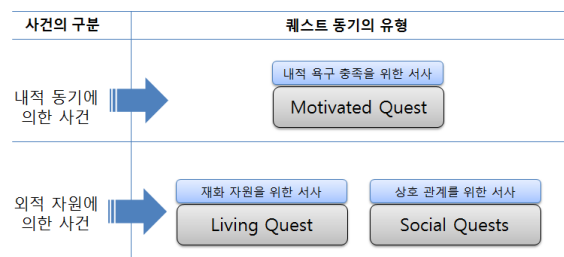 사건의 구분
퀘스트 동기의 유형
내적 동기에
의한 사건
내적 욕구 충족을 위한 서사
Motivated Quest
외적 자원에
의한 사건
재화 자원을 위한 서사
Living Quest
상호 관계를 위한 서사
Social Quests